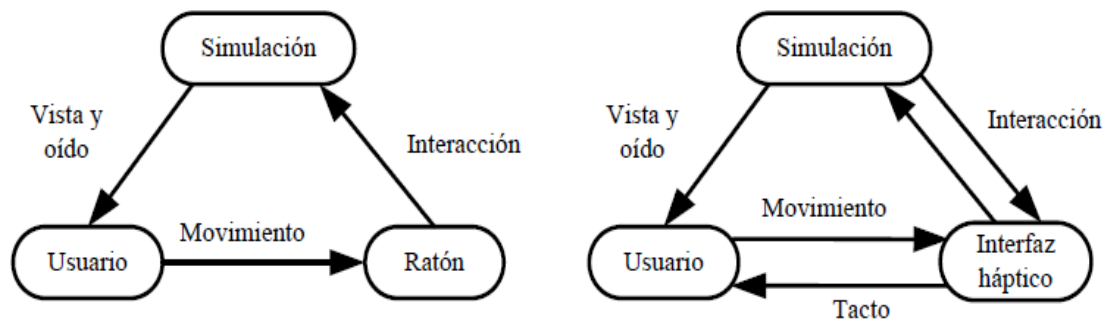 Simulación
Vista y
oído
Interacción
Movimiento
Usuario
Ratón
Simulación
Vista y
oído
Interacción
Movimiento
Usuario
Interfaz
háptico
Tacto